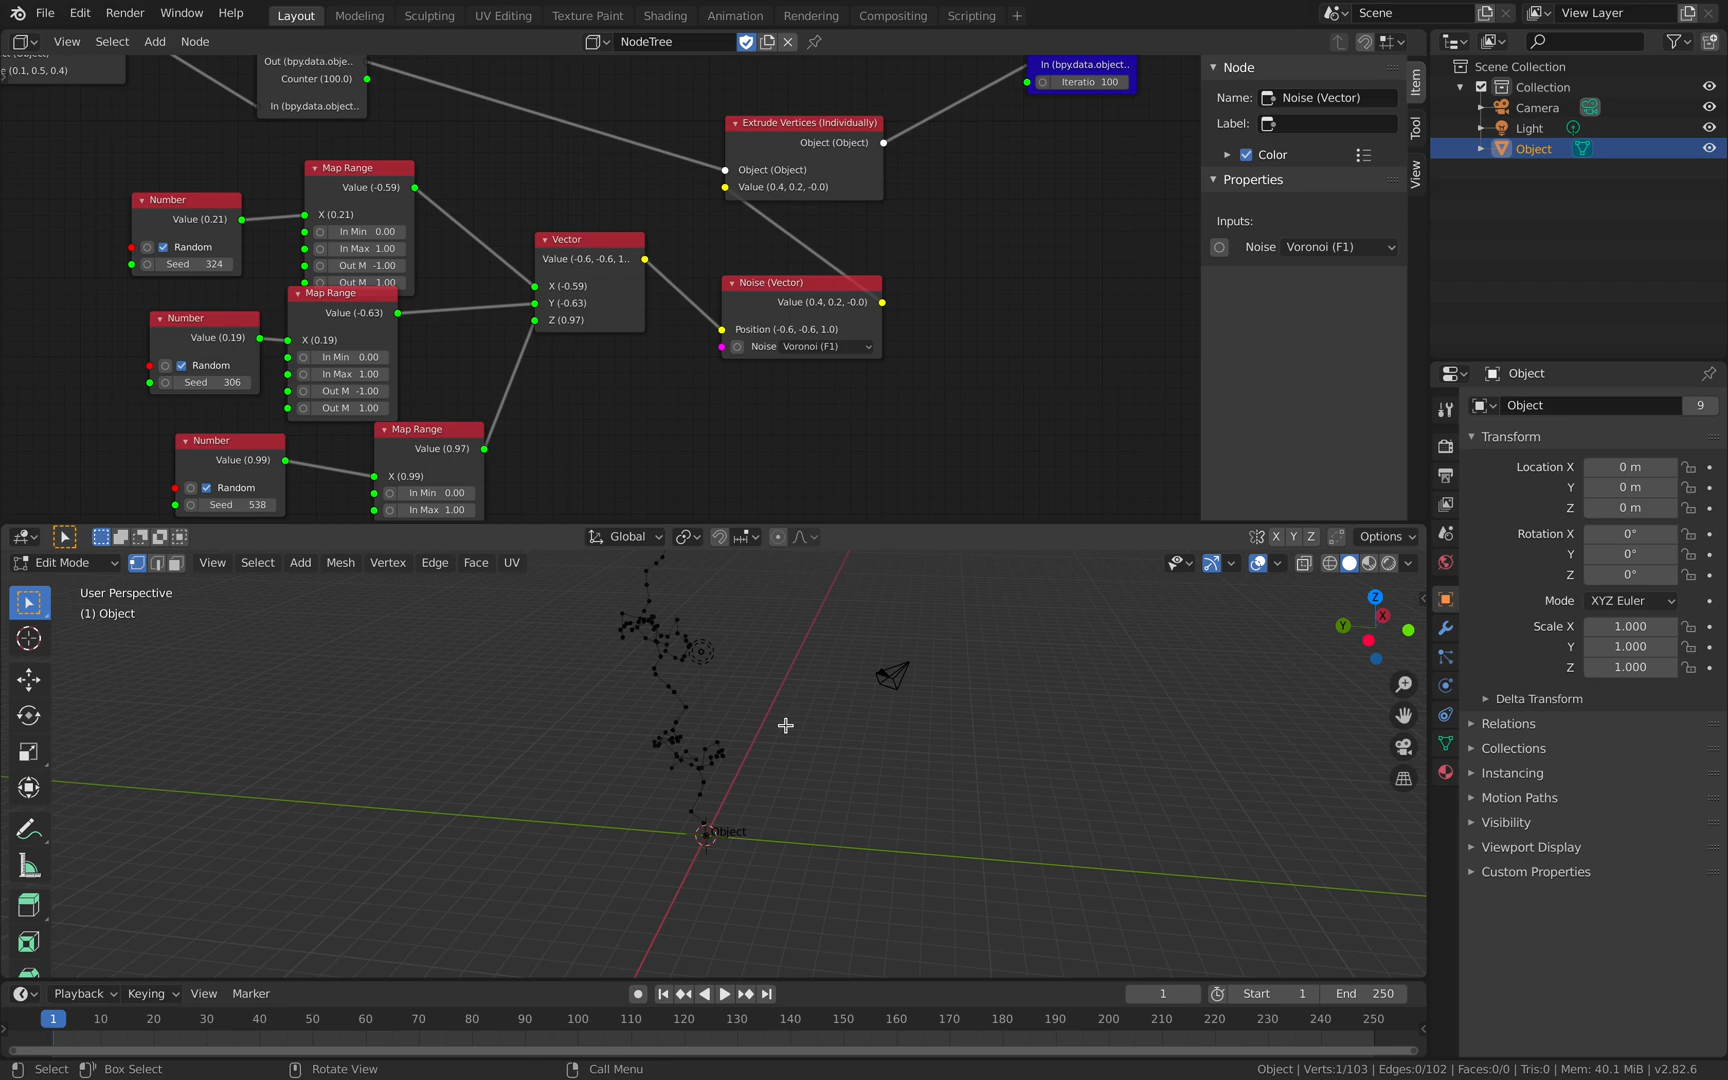 File Edit Render Window Help Layout Modeling Sculpting UV Editing Texture Paint Shading Animation Rendering Compositing Scripting + Scene View Layer
View Select Add Node NodeTree
(0.1, 0.5, 0.4)
Out (bpy.data.obje..
Counter (100.0)
In (bpy.data.object..
In (bpy.data.object..
Iteratio 100
Extrude Vertices (Individually)
Object (Object)
Object (Object)
Value (0.4, 0.2, -0.0)
Number
Value (0.21)
Random
Seed 324
Map Range
Value (-0.59)
X (0.21)
In Min 0.00
In Max 1.00
Out M -1.00
Out M 1.00
Number
Value (0.19)
Random
Seed 306
Map Range
Value (-0.63)
X (0.19)
In Min 0.00
In Max 1.00
Out M -1.00
Out M 1.00
Number
Value (0.99)
Random
Seed 538
Map Range
Value (0.97)
X (0.99)
In Min 0.00
In Max 1.00
Vector
Value (-0.6, -0.6, 1..
X (-0.59)
Y (-0.63)
Z (0.97)
Noise (Vector)
Value (0.4, 0.2, -0.0)
Position (-0.6, -0.6, 1.0)
Noise Voronoi (F1)
Node
Name: Noise (Vector)
Label:
Color
Properties
Inputs:
Noise Voronoi (F1)
Item
Tool
View
Scene Collection
Collection
Camera
Light
Object
Object
Object 9
Transform
Location X 0 m
Y 0 m
Z 0 m
Rotation X 0°
Y 0°
Z 0°
Mode XYZ Euler
Scale X 1.000
Y 1.000
Z 1.000
Delta Transform
Relations
Collections
Instancing
Motion Paths
Visibility
Viewport Display
Custom Properties
Global X Y Z Options
Edit Mode View Select Add Mesh Vertex Edge Face UV
User Perspective
(1) Object
Z
X
Y
Object
Playback Keying View Marker 1 Start 1 End 250
1 10 20 30 40 50 60 70 80 90 100 110 120 130 140 150 160 170 180 190 200 210 220 230 240 250
Select Box Select Rotate View Call Menu Object | Verts:1/103 | Edges:0/102 | Faces:0/0 | Tris:0 | Mem: 40.1 MiB | v2.82.6